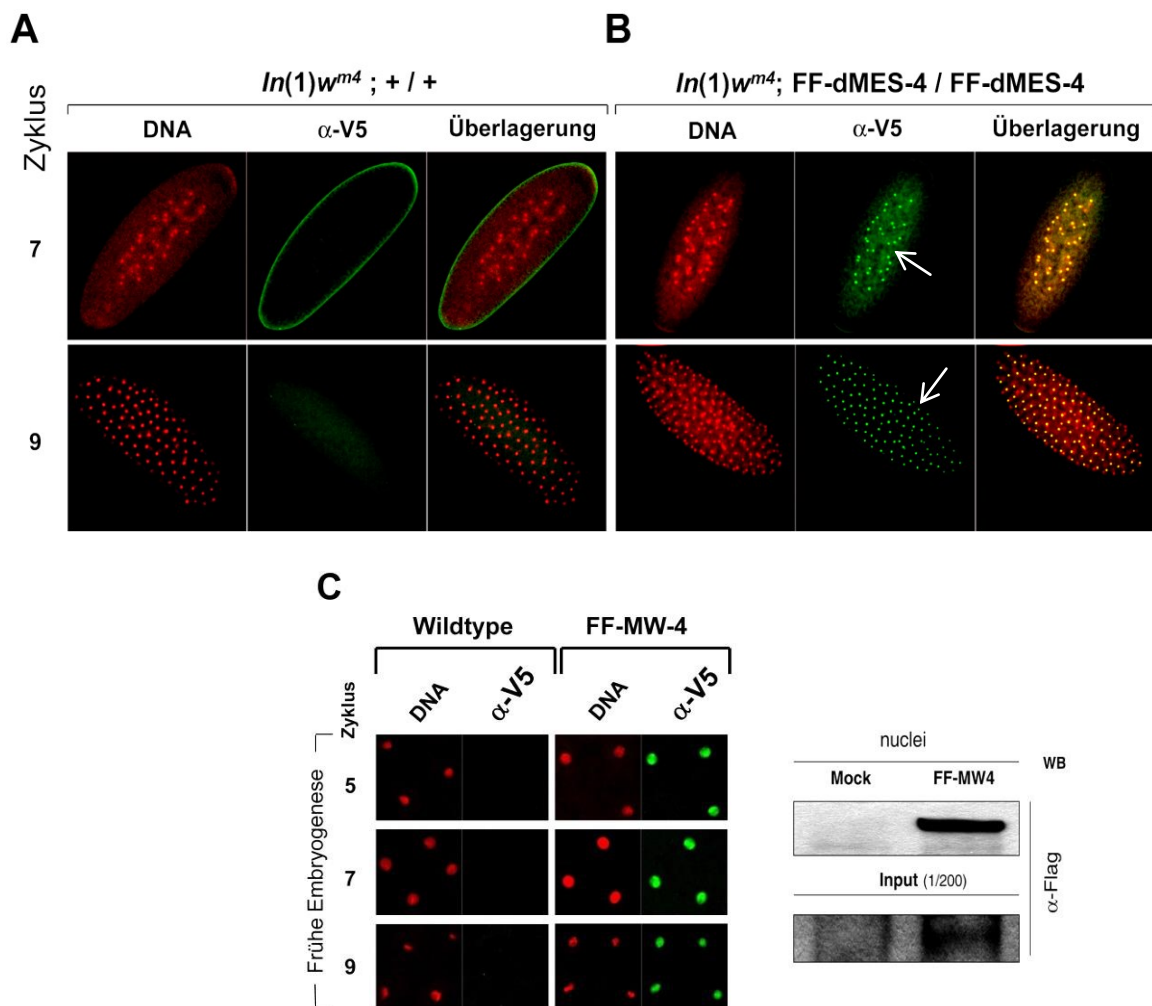 A
B
In(1)w^m4 ; + / +
In(1)w^m4; FF-dMES-4 / FF-dMES-4
Zyklus
DNA α-V5 Überlagerung
DNA α-V5 Überlagerung
7
9
C
Wildtype FF-MW-4
Zyklus
DNA α-V5 DNA α-V5
Frühe Embryogenese
5
7
9
nuclei
WB
Mock FF-MW4
Input (1/200)
α-Flag